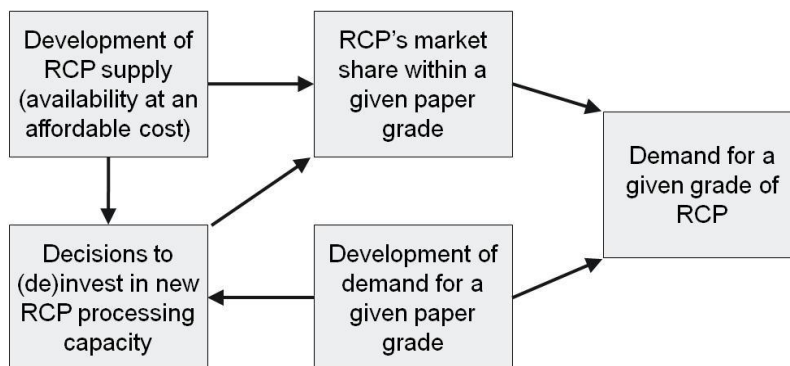 Development of
RCP supply
(availability at an
affordable cost)
RCP's market
share within a
given paper
grade
Demand for a
given grade of
RCP
Decisions to
(de)invest in new
RCP processing
capacity
Development of
demand for a
given paper
grade